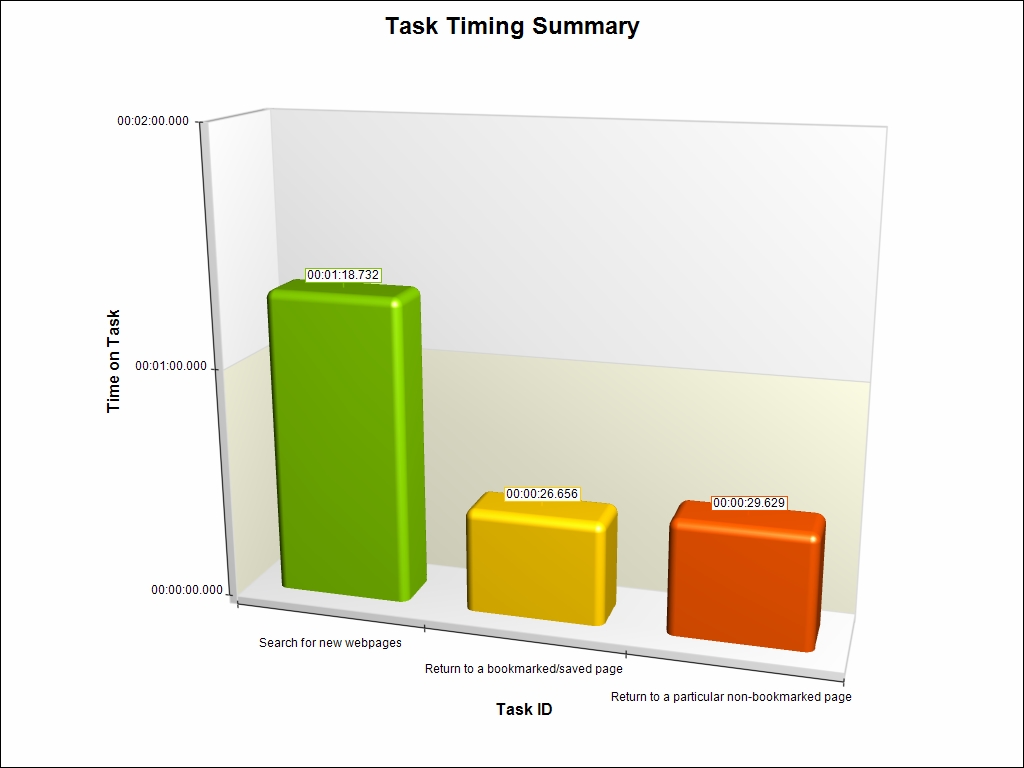 Task Timing Summary
00:02:00.000
00:01:18.732
Time on Task
00:01:00.000
00:00:26.656
00:00:29.629
00:00:00.000
Search for new webpages
Return to a bookmarked/saved page
Return to a particular non-bookmarked page
Task ID